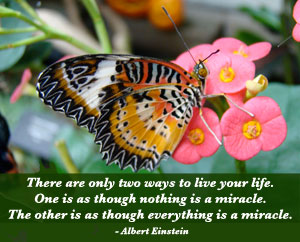 There are only two ways to live your life.
One is as though nothing is a miracle.
The other is as though everything is a miracle.
- Albert Einstein